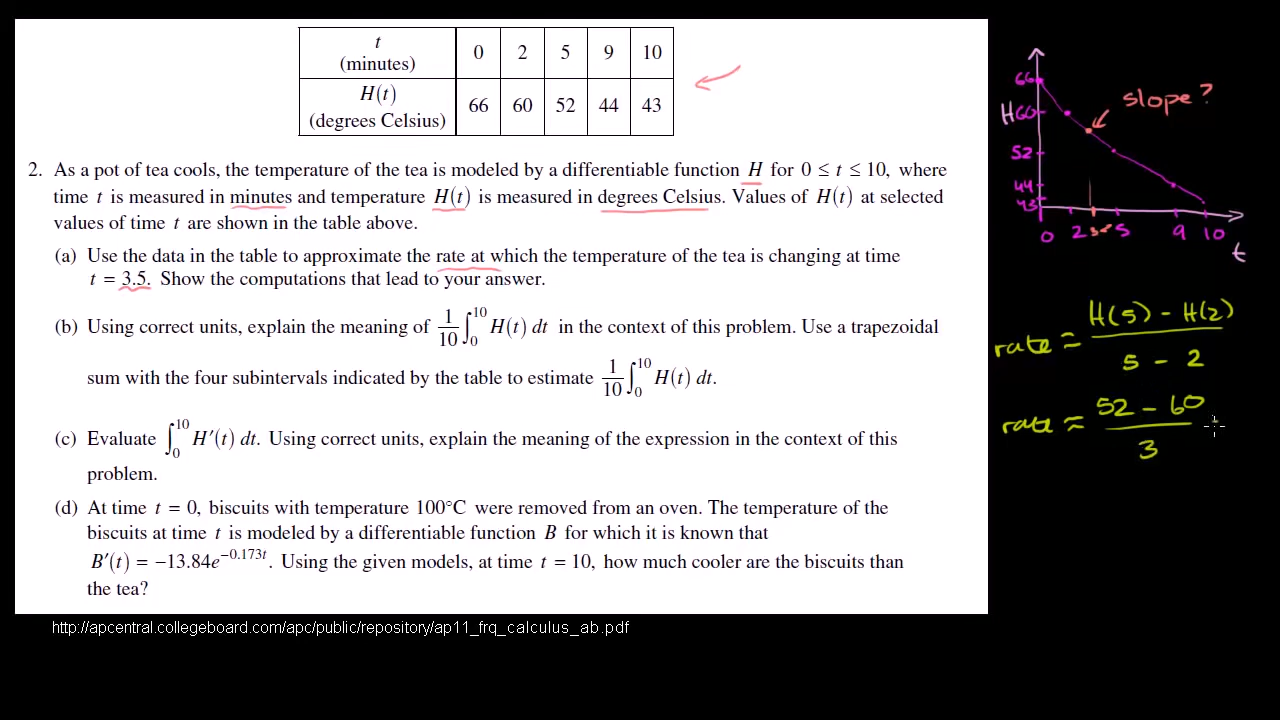 t (minutes) 0 2 5 9 10
H(t) (degrees Celsius) 66 60 52 44 43
2. As a pot of tea cools, the temperature of the tea is modeled by a differentiable function H for 0 ≤ t ≤ 10, where
time t is measured in minutes and temperature H(t) is measured in degrees Celsius. Values of H(t) at selected
values of time t are shown in the table above.
(a) Use the data in the table to approximate the rate at which the temperature of the tea is changing at time
t = 3.5. Show the computations that lead to your answer.
(b) Using correct units, explain the meaning of 1/10 ∫₀¹⁰ H(t) dt in the context of this problem. Use a trapezoidal
sum with the four subintervals indicated by the table to estimate 1/10 ∫₀¹⁰ H(t) dt.
(c) Evaluate ∫₀¹⁰ H′(t) dt. Using correct units, explain the meaning of the expression in the context of this
problem.
(d) At time t = 0, biscuits with temperature 100°C were removed from an oven. The temperature of the
biscuits at time t is modeled by a differentiable function B for which it is known that
B′(t) = −13.84e^−0.173t. Using the given models, at time t = 10, how much cooler are the biscuits than
the tea?
http://apcentral.collegeboard.com/apc/public/repository/ap11_frq_calculus_ab.pdf
66
slope?
H 60
52
44
43
0 2 3.5 5 9 10
t
rate ≈ H(5) - H(2) / 5 - 2
rate ≈ 52 - 60 / 3